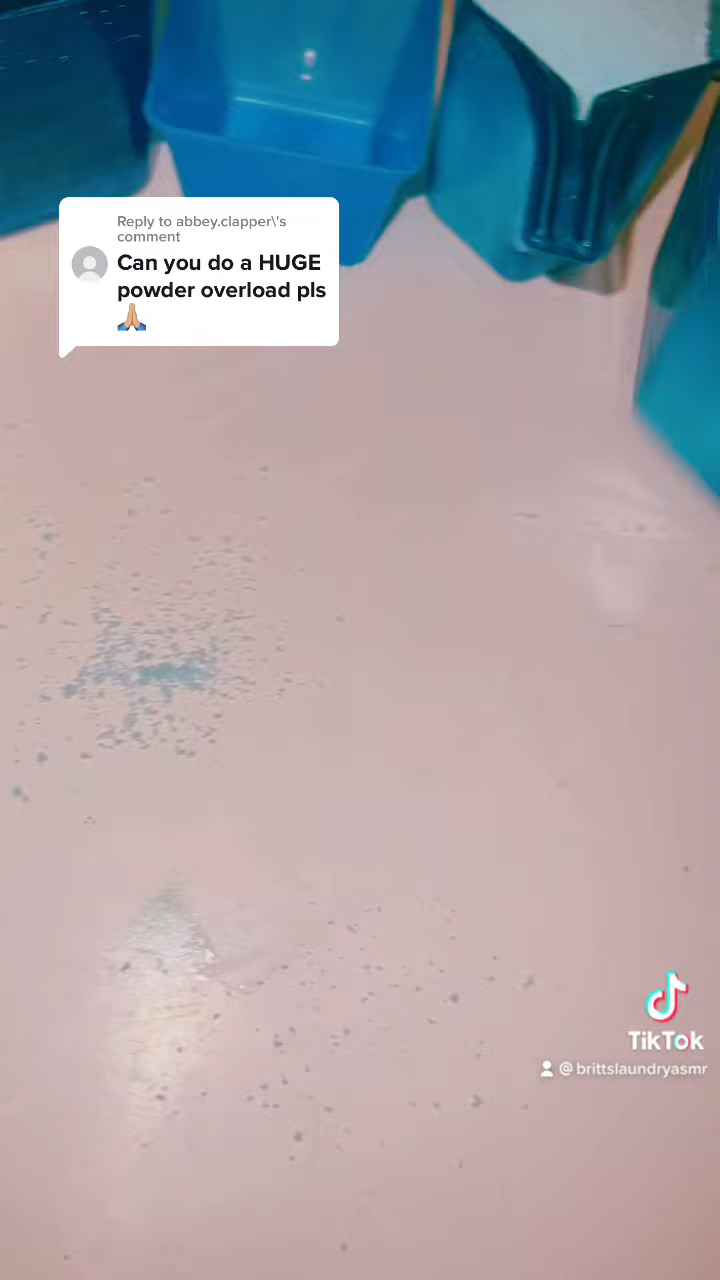 Reply to abbey.clapper\'s
comment
Can you do a HUGE
powder overload pls
🙏🏼
TikTok
@brittslaundryasmr